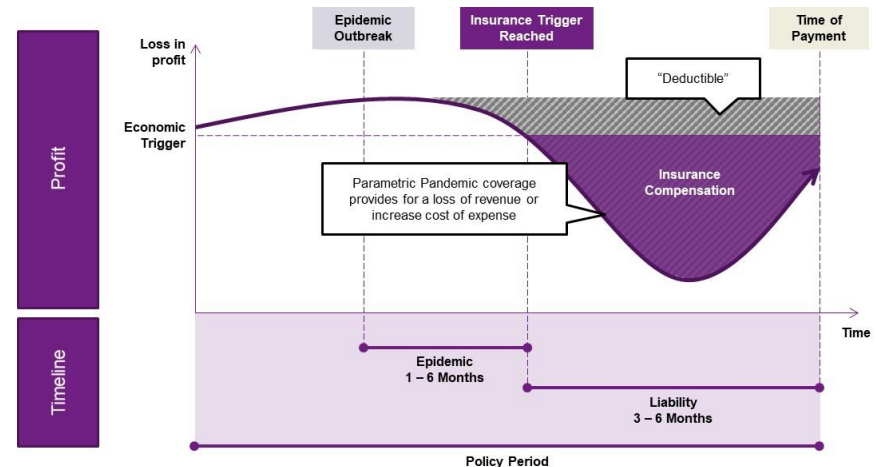 Epidemic
Outbreak
Insurance Trigger
Reached
Time of
Payment
Loss in
profit
"Deductible"
Economic
Trigger
Profit
Insurance
Compensation
Parametric Pandemic coverage
provides for a loss of revenue or
increase cost of expense
Time
Timeline
Epidemic
1 – 6 Months
Liability
3 – 6 Months
Policy Period